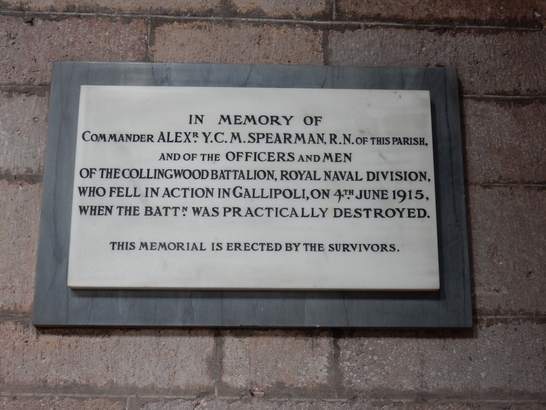 IN MEMORY OF
COMMANDER ALEXR Y.C.M.SPEARMAN, R.N. OF THIS PARISH,
AND OF THE OFFICERS AND MEN
OF THE COLLINGWOOD BATTALION, ROYAL NAVAL DIVISION,
WHO FELL IN ACTION IN GALLIPOLI, ON 4TH JUNE 1915,
WHEN THE BATTN WAS PRACTICALLY DESTROYED.
THIS MEMORIAL IS ERECTED BY THE SURVIVORS.